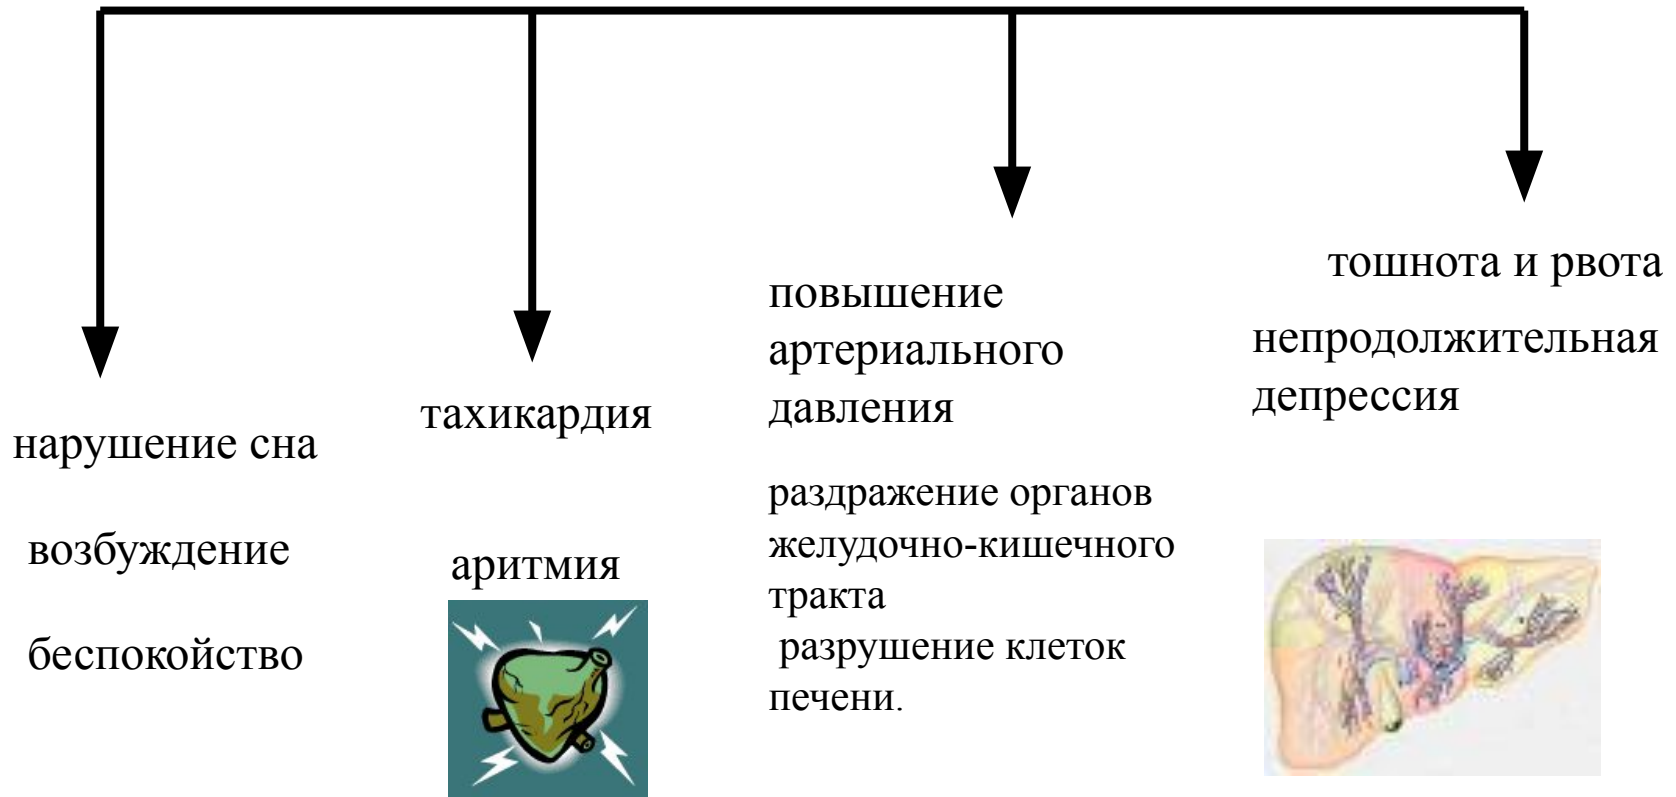 нарушение сна
возбуждение
беспокойство
тахикардия
аритмия
повышение
артериального
давления
раздражение органов
желудочно-кишечного
тракта
разрушение клеток
печени.
тошнота и рвота
непродолжительная
депрессия